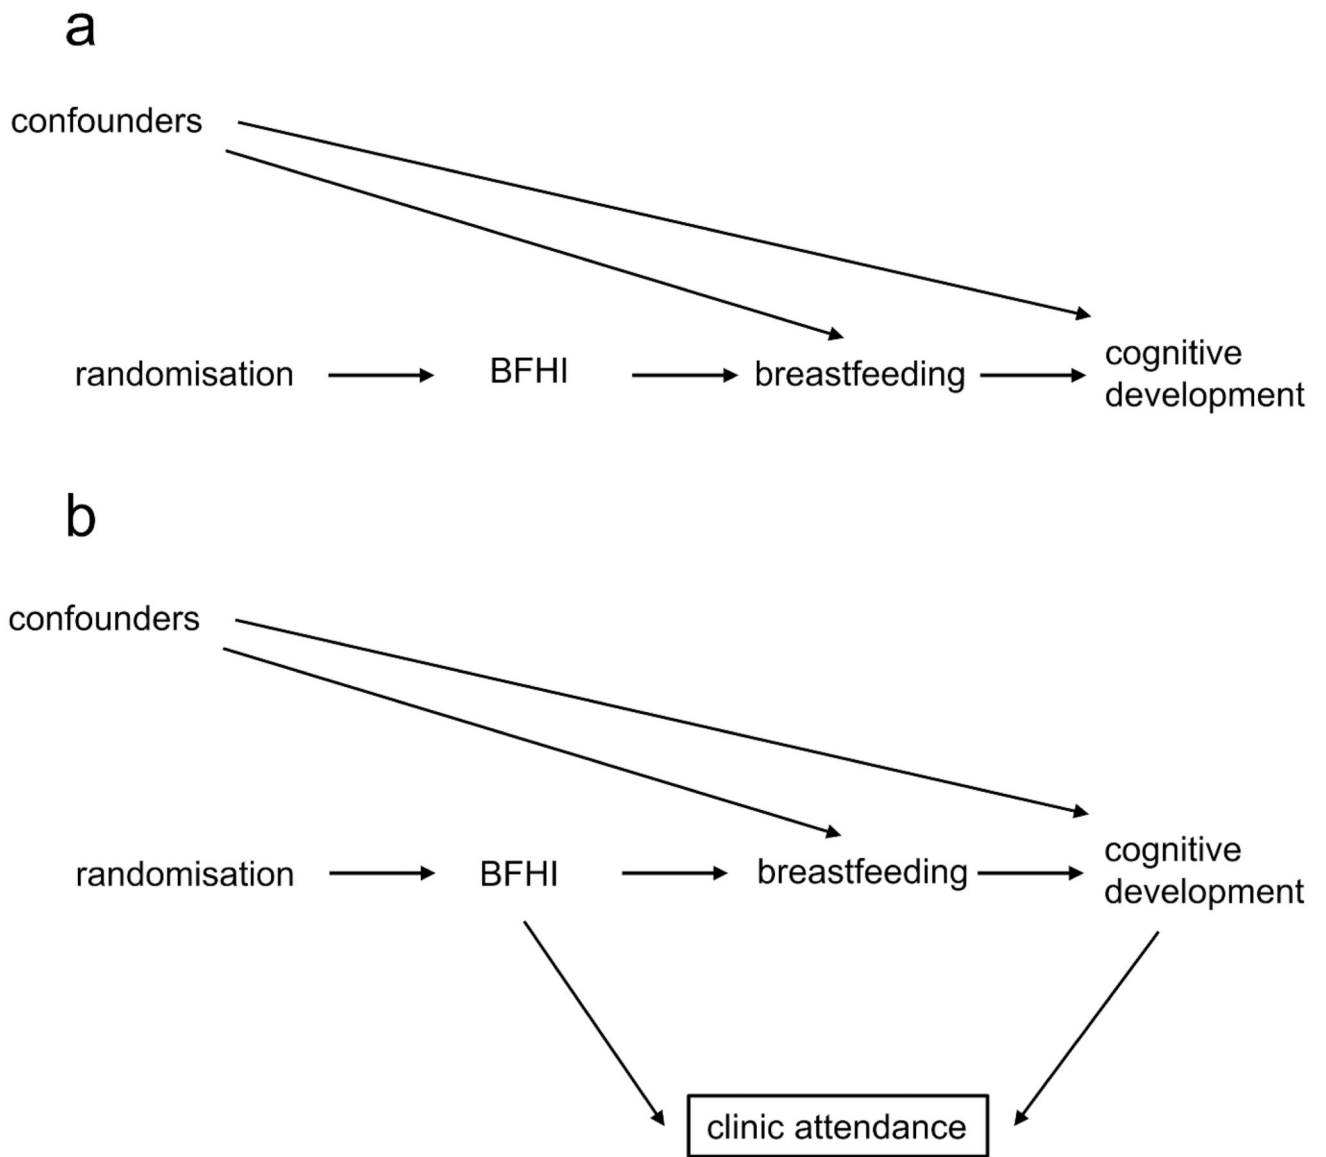 a
confounders
randomisation
BFHI
breastfeeding
cognitive
development
b
confounders
randomisation
BFHI
breastfeeding
cognitive
development
clinic attendance